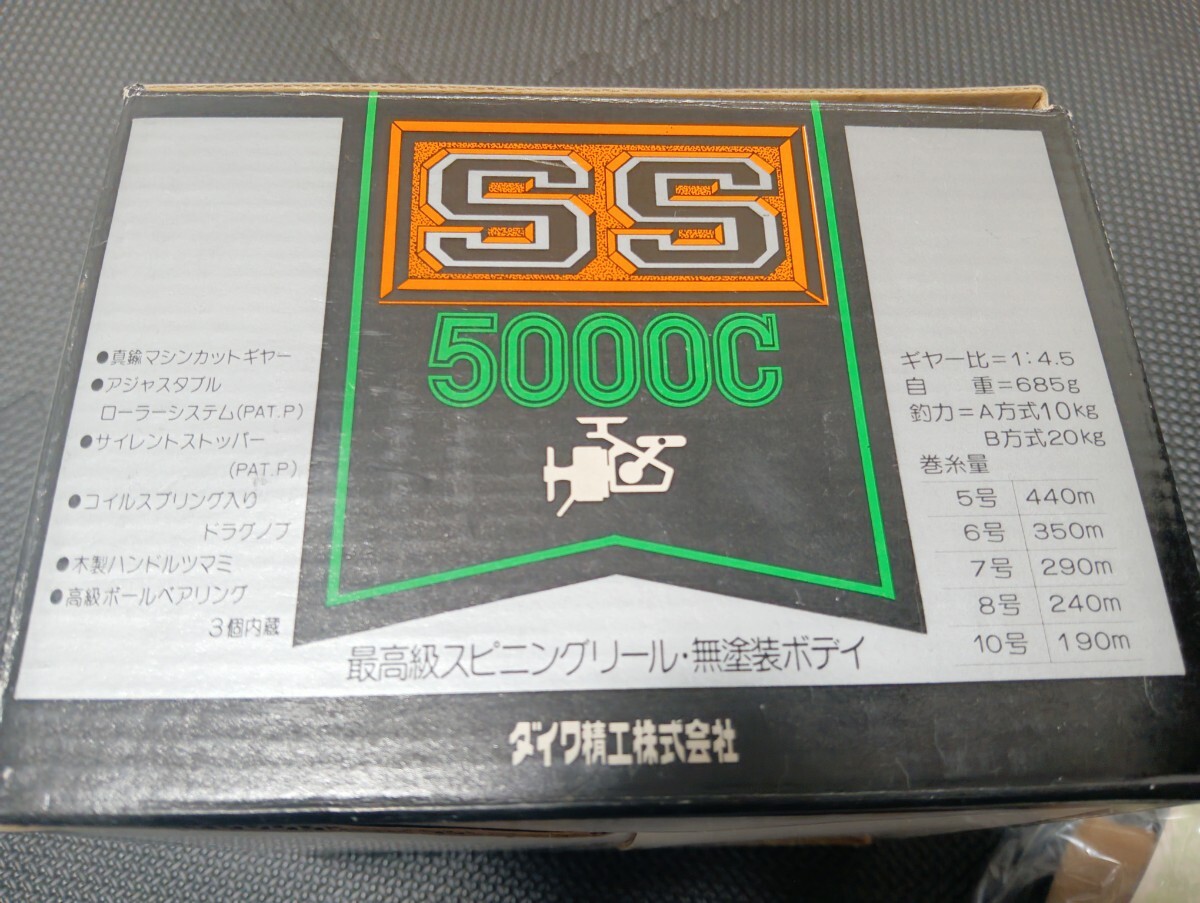 SS
5000C
●真鍮マシンカットギヤー
●アジャスタブル
ローラーシステム(PAT.P)
●サイレントストッパー
(PAT.P)
●コイルスプリング入り
ドラグノブ
●木製ハンドルツマミ
●高級ボールベアリング
3個内蔵
ギヤー比=1:4.5
自 重=685g
釣力=A方式10kg
B方式20kg
巻糸量
5号 440m
6号 350m
7号 290m
8号 240m
10号 190m
最高級スピニングリール・無塗装ボデイ
ダイワ精工株式会社